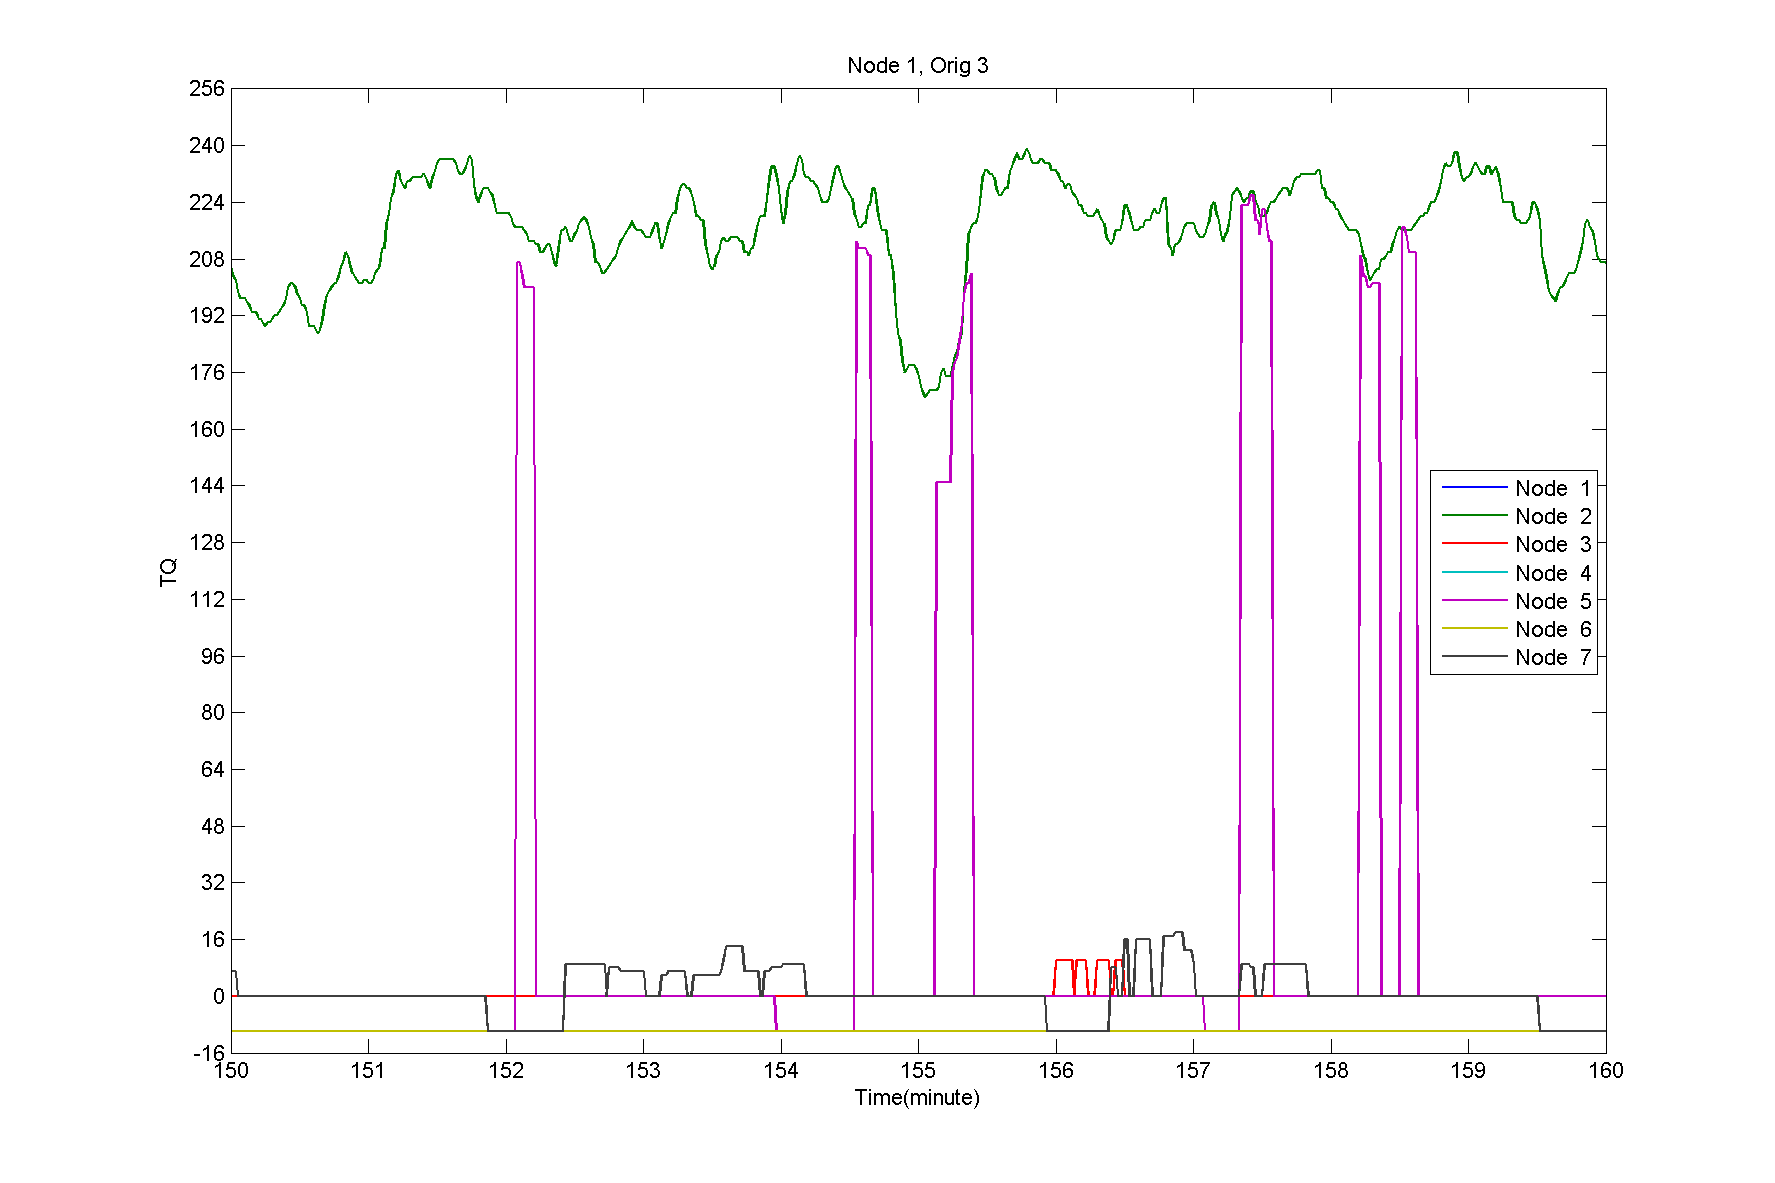 Node 1, Orig 3
256
240
224
208
192
176
160
144
128
112
96
80
64
48
32
16
0
-16
TQ
Node 1
Node 2
Node 3
Node 4
Node 5
Node 6
Node 7
150 151 152 153 154 155 156 157 158 159 160
Time(minute)